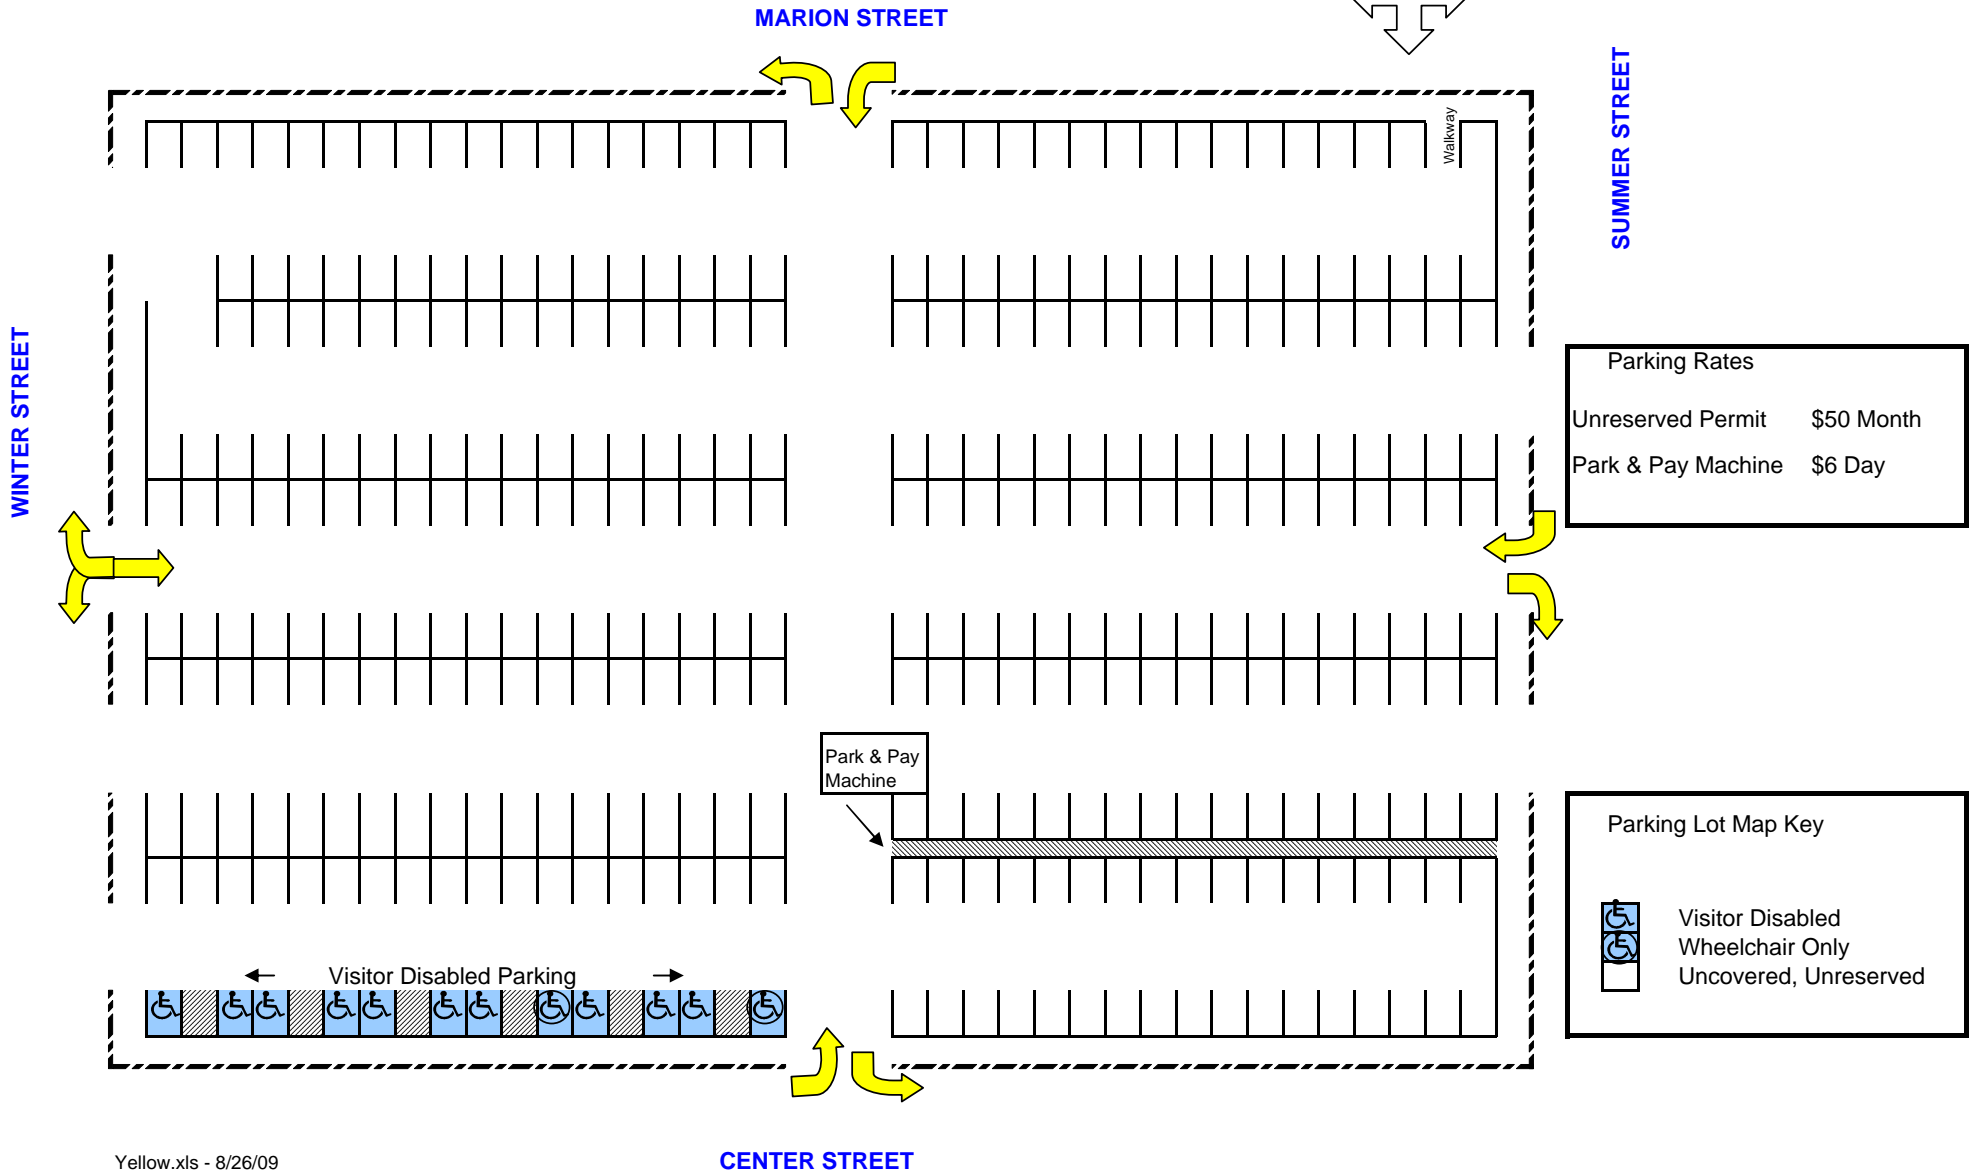 MARION STREET
SUMMER STREET
Walkway
WINTER STREET
Parking Rates
Unreserved Permit $50 Month
Park & Pay Machine $6 Day
Park & Pay
Machine
Parking Lot Map Key
Visitor Disabled
Wheelchair Only
Uncovered, Unreserved
Visitor Disabled Parking
Yellow.xls - 8/26/09
CENTER STREET